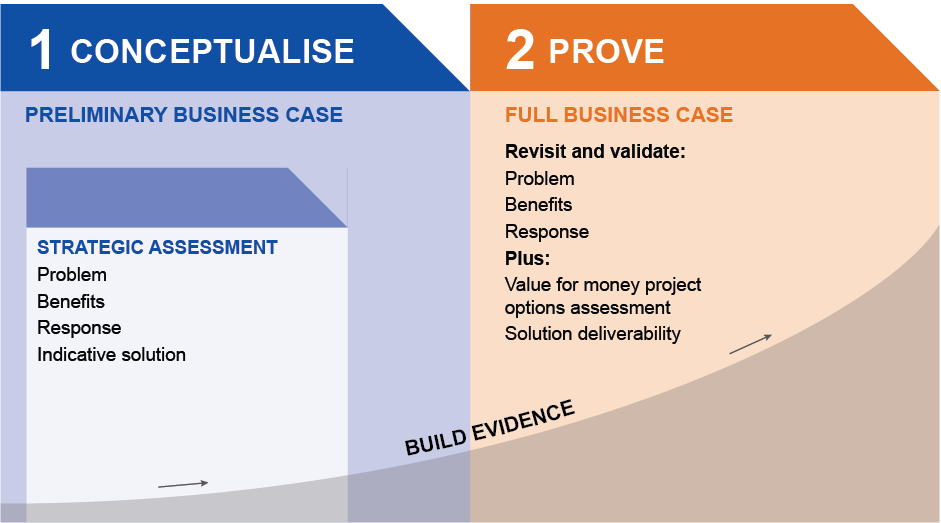 1 CONCEPTUALISE
PRELIMINARY BUSINESS CASE
STRATEGIC ASSESSMENT
Problem
Benefits
Response
Indicative solution
2 PROVE
FULL BUSINESS CASE
Revisit and validate:
Problem
Benefits
Response
Plus:
Value for money project
options assessment
Solution deliverability
BUILD EVIDENCE